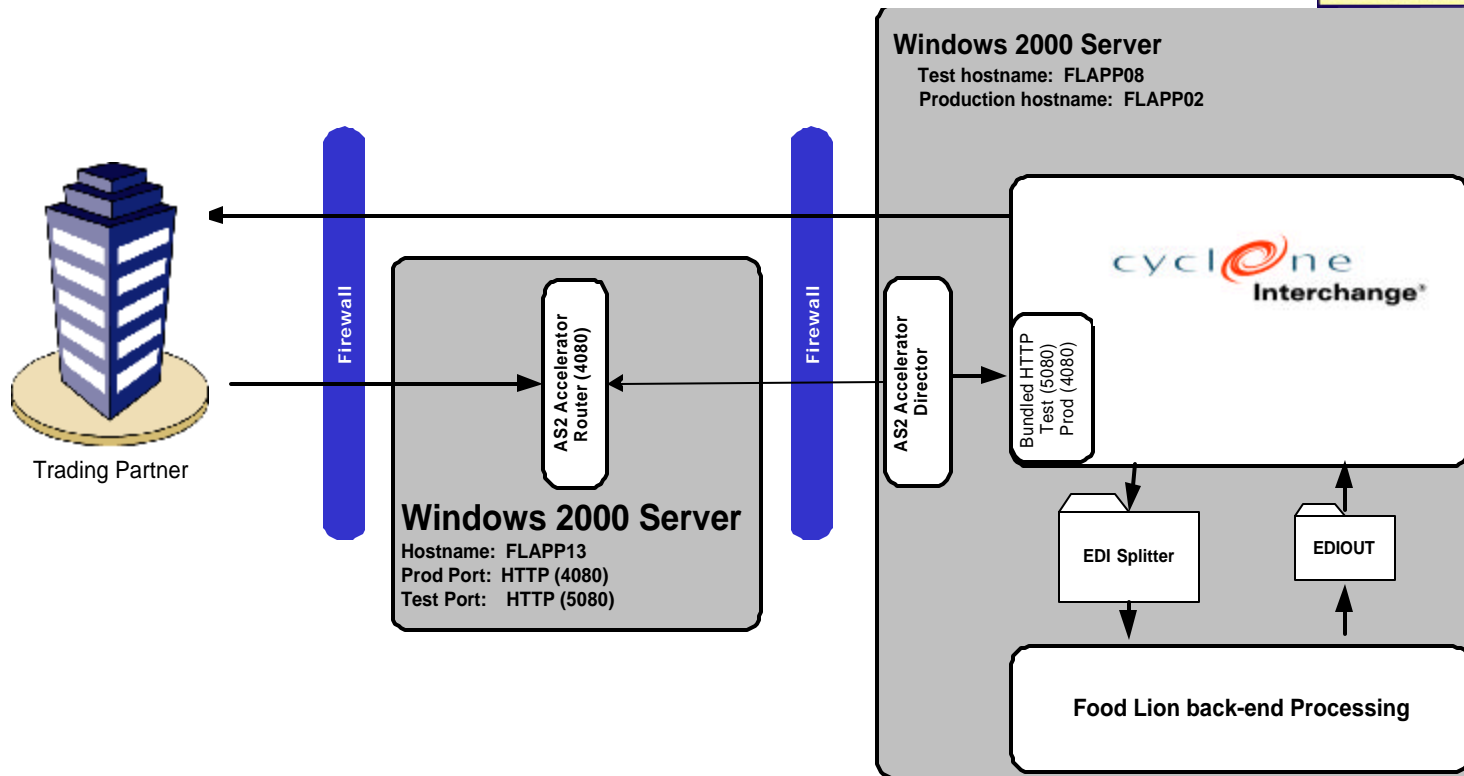 Windows 2000 Server
Test hostname: FLAPP08
Production hostname: FLAPP02
Trading Partner
Firewall
AS2 Accelerator
Router (4080)
Windows 2000 Server
Hostname: FLAPP13
Prod Port: HTTP (4080)
Test Port: HTTP (5080)
Firewall
AS2 Accelerator
Director
Bundled HTTP
Test (5080)
Prod (4080)
cyclone
Interchange®
EDI Splitter
EDIOUT
Food Lion back-end Processing